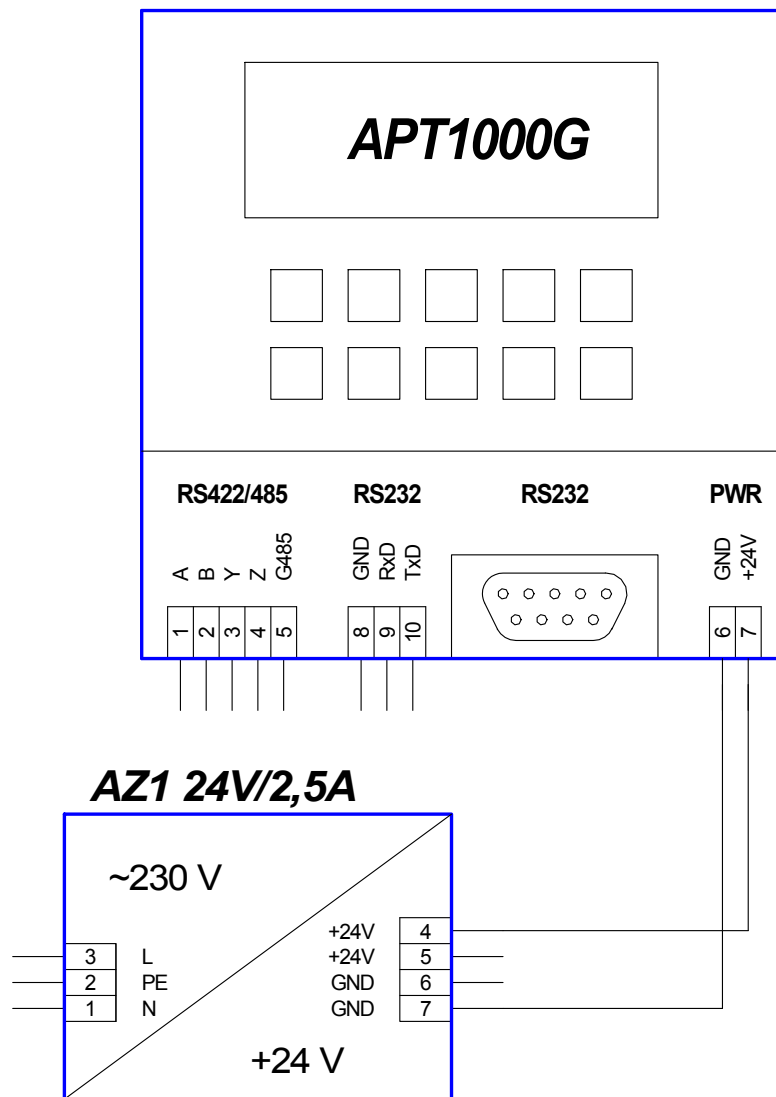 APT1000G
RS422/485 RS232 RS232 PWR
A B Y Z G485 GND RxD TxD GND +24V
1 2 3 4 5 8 9 10 6 7
AZ1 24V/2,5A
~230 V
+24V 4
3 L +24V 5
2 PE GND 6
1 N GND 7
+24 V